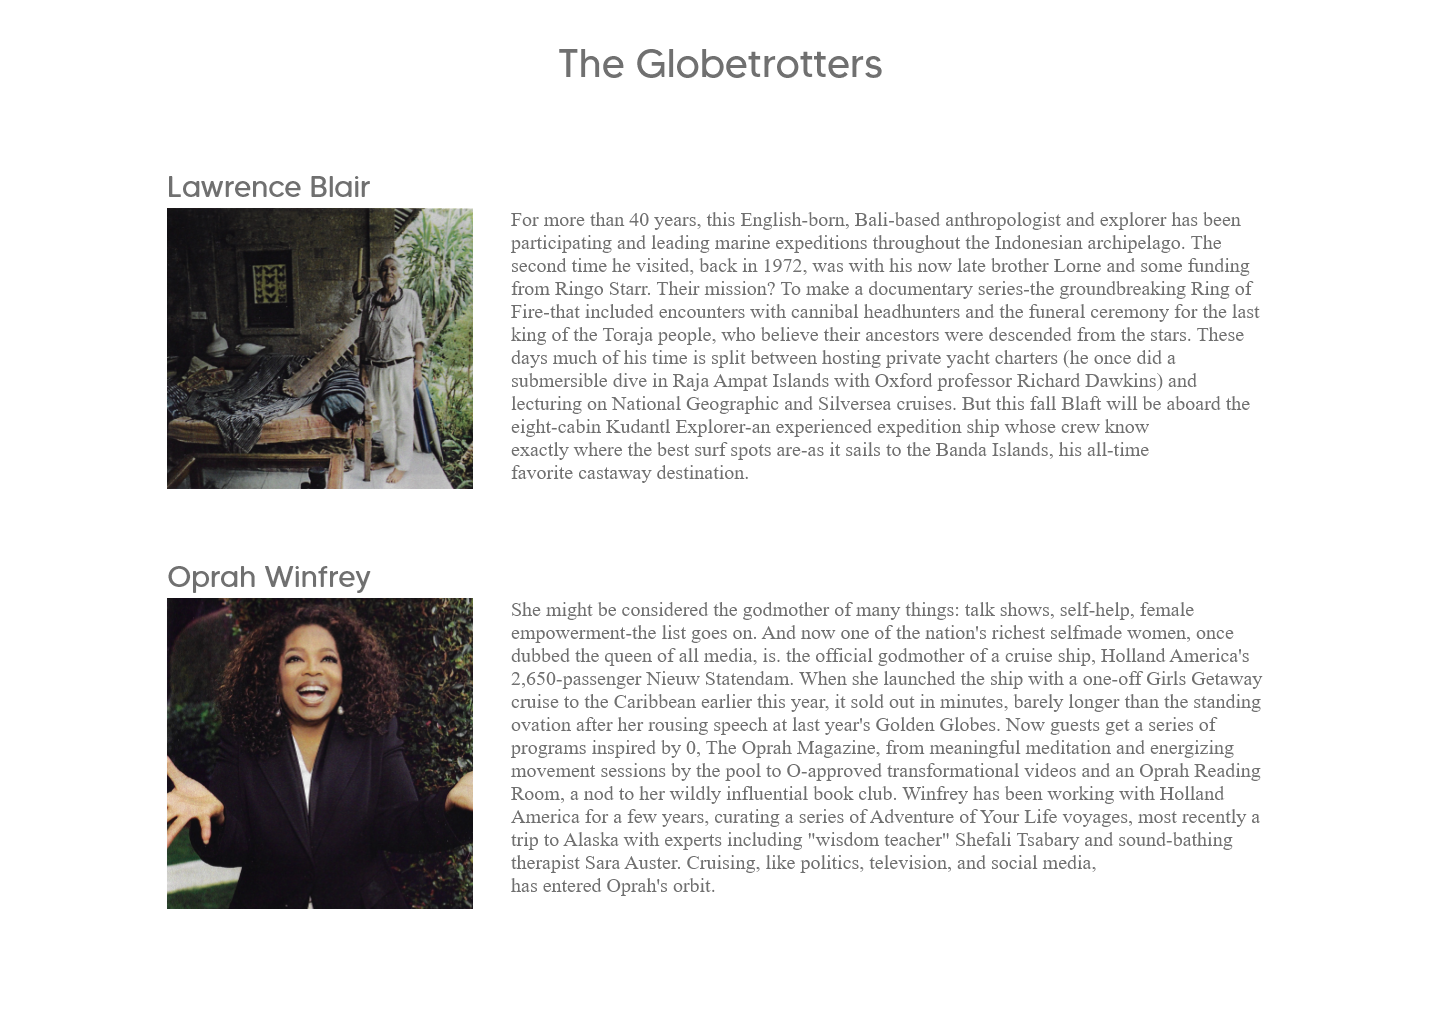 The Globetrotters
Lawrence Blair
For more than 40 years, this English-born, Bali-based anthropologist and explorer has been
participating and leading marine expeditions throughout the Indonesian archipelago. The
second time he visited, back in 1972, was with his now late brother Lorne and some funding
from Ringo Starr. Their mission? To make a documentary series-the groundbreaking Ring of
Fire-that included encounters with cannibal headhunters and the funeral ceremony for the last
king of the Toraja people, who believe their ancestors were descended from the stars. These
days much of his time is split between hosting private yacht charters (he once did a
submersible dive in Raja Ampat Islands with Oxford professor Richard Dawkins) and
lecturing on National Geographic and Silversea cruises. But this fall Blaft will be aboard the
eight-cabin Kudantl Explorer-an experienced expedition ship whose crew know
exactly where the best surf spots are-as it sails to the Banda Islands, his all-time
favorite castaway destination.
Oprah Winfrey
She might be considered the godmother of many things: talk shows, self-help, female
empowerment-the list goes on. And now one of the nation's richest selfmade women, once
dubbed the queen of all media, is. the official godmother of a cruise ship, Holland America's
2,650-passenger Nieuw Statendam. When she launched the ship with a one-off Girls Getaway
cruise to the Caribbean earlier this year, it sold out in minutes, barely longer than the standing
ovation after her rousing speech at last year's Golden Globes. Now guests get a series of
programs inspired by 0, The Oprah Magazine, from meaningful meditation and energizing
movement sessions by the pool to O-approved transformational videos and an Oprah Reading
Room, a nod to her wildly influential book club. Winfrey has been working with Holland
America for a few years, curating a series of Adventure of Your Life voyages, most recently a
trip to Alaska with experts including "wisdom teacher" Shefali Tsabary and sound-bathing
therapist Sara Auster. Cruising, like politics, television, and social media,
has entered Oprah's orbit.